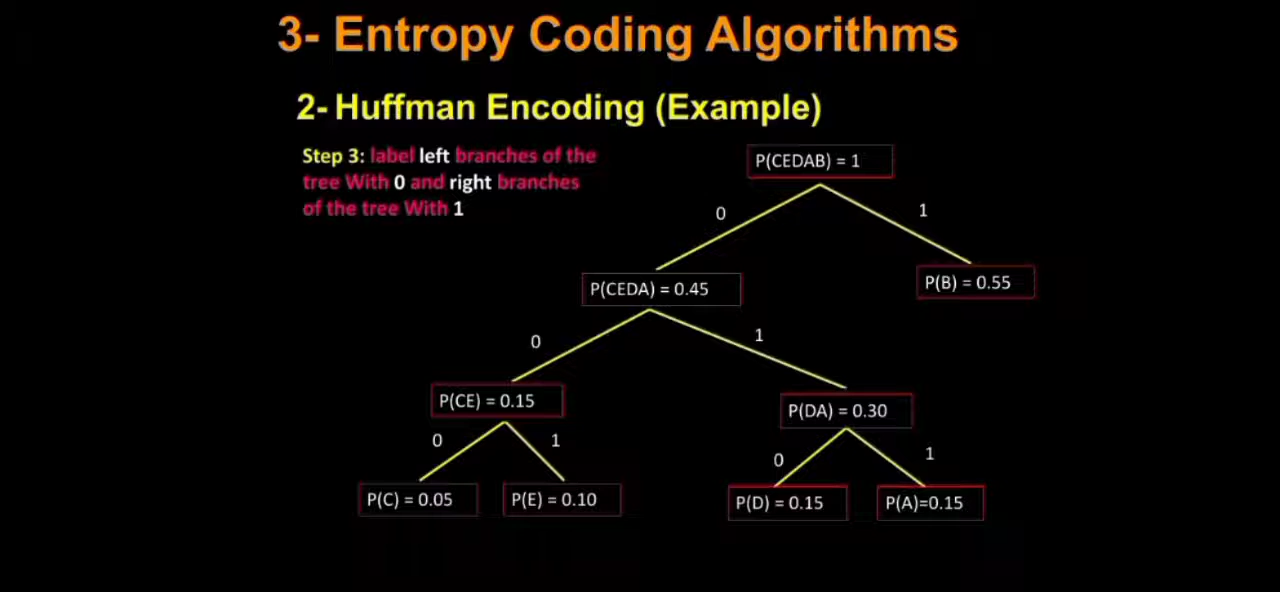 3- Entropy Coding Algorithms
2- Huffman Encoding (Example)
Step 3: label left branches of the
tree With 0 and right branches
of the tree With 1
P(CEDAB) = 1
0
1
P(CEDA) = 0.45
P(B) = 0.55
0
1
P(CE) = 0.15
P(DA) = 0.30
0
1
0
1
P(C) = 0.05
P(E) = 0.10
P(D) = 0.15
P(A)=0.15